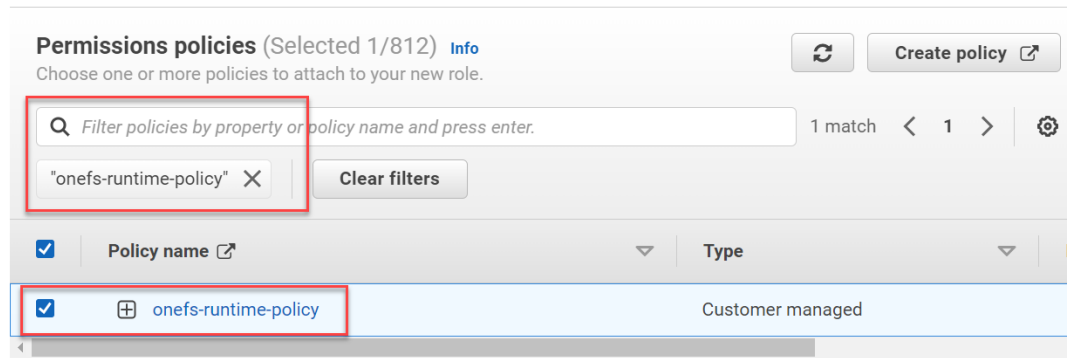 Permissions policies (Selected 1/812) Info
Create policy
Choose one or more policies to attach to your new role.
Filter policies by property or policy name and press enter.
1 match 1
"onefs-runtime-policy"
Clear filters
Policy name Type
onefs-runtime-policy Customer managed